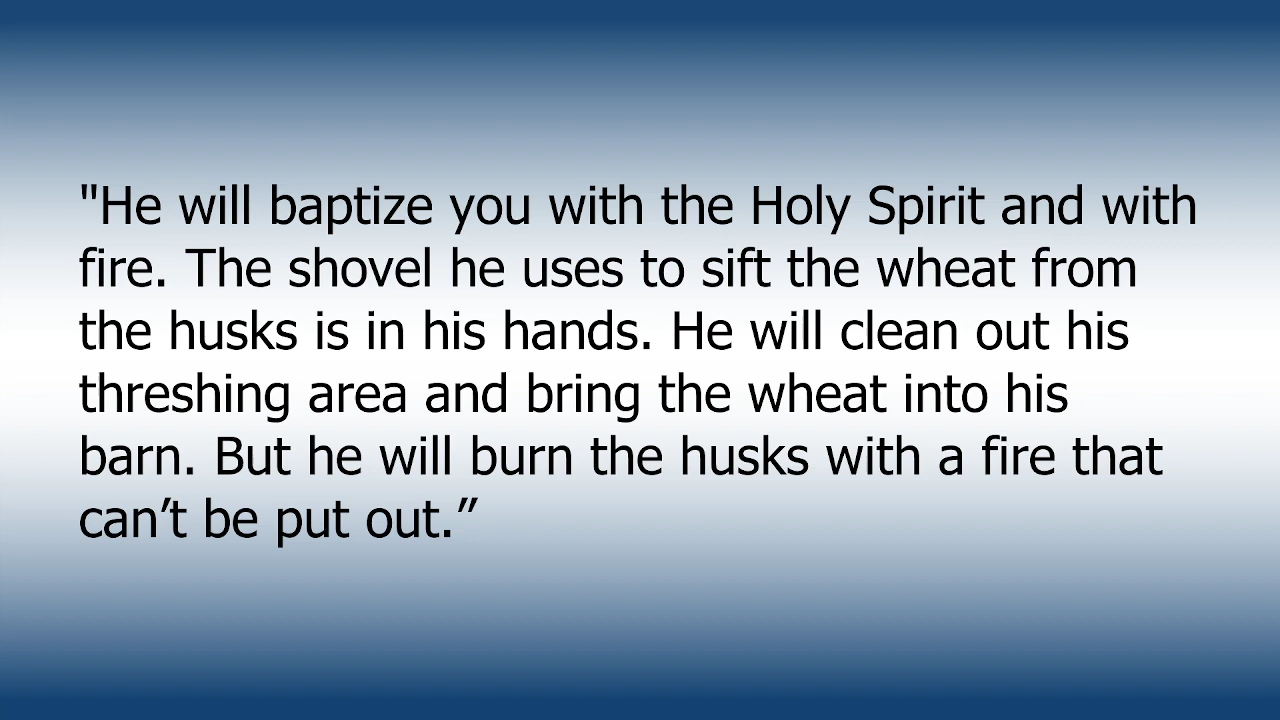 "He will baptize you with the Holy Spirit and with
fire. The shovel he uses to sift the wheat from
the husks is in his hands. He will clean out his
threshing area and bring the wheat into his
barn. But he will burn the husks with a fire that
can’t be put out.”